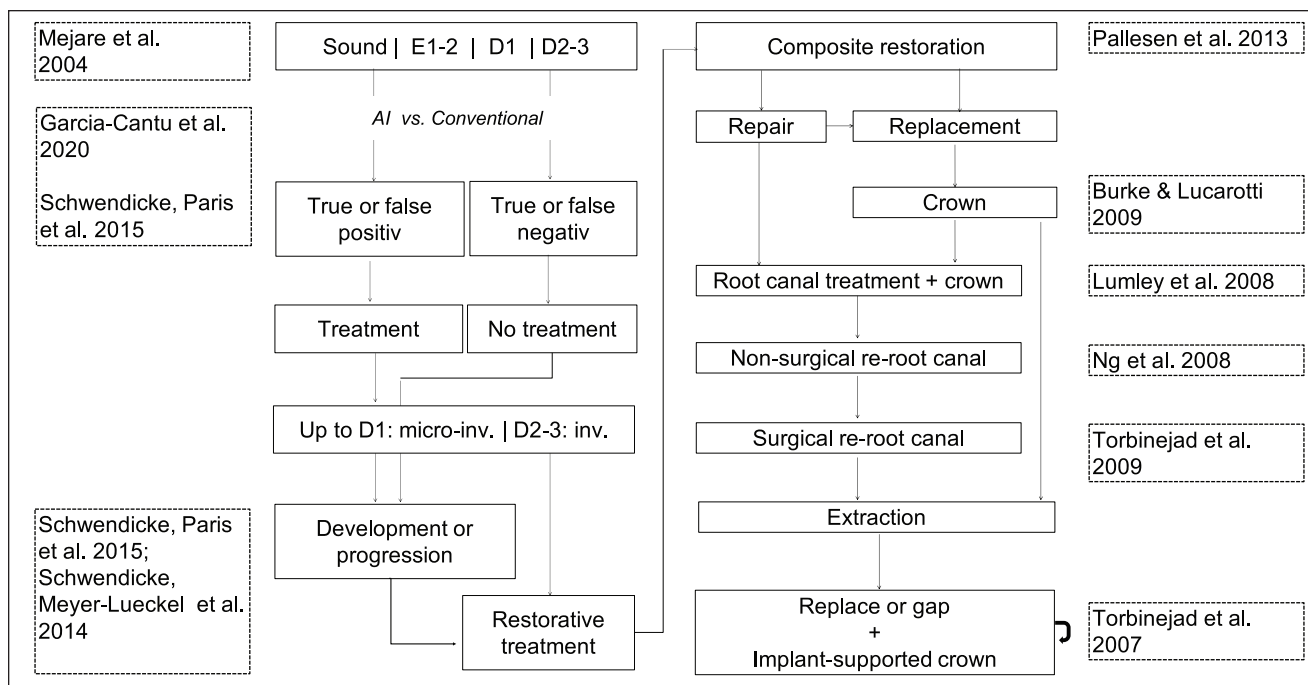 Mejare et al.
2004
Garcia-Cantu et al.
2020
Schwendicke, Paris
et al. 2015
Schwendicke, Paris
et al. 2015;
Schwendicke,
Meyer-Lueckel et al.
2014
Sound | E1-2 | D1 | D2-3
AI vs. Conventional
True or false
positiv
True or false
negativ
Treatment
No treatment
Up to D1: micro-inv. | D2-3: inv.
Development or
progression
Restorative
treatment
Composite restoration
Repair
Replacement
Crown
Root canal treatment + crown
Non-surgical re-root canal
Surgical re-root canal
Extraction
Replace or gap
+
Implant-supported crown
Pallesen et al. 2013
Burke & Lucarotti
2009
Lumley et al. 2008
Ng et al. 2008
Torbinejad et al.
2009
Torbinejad et al.
2007